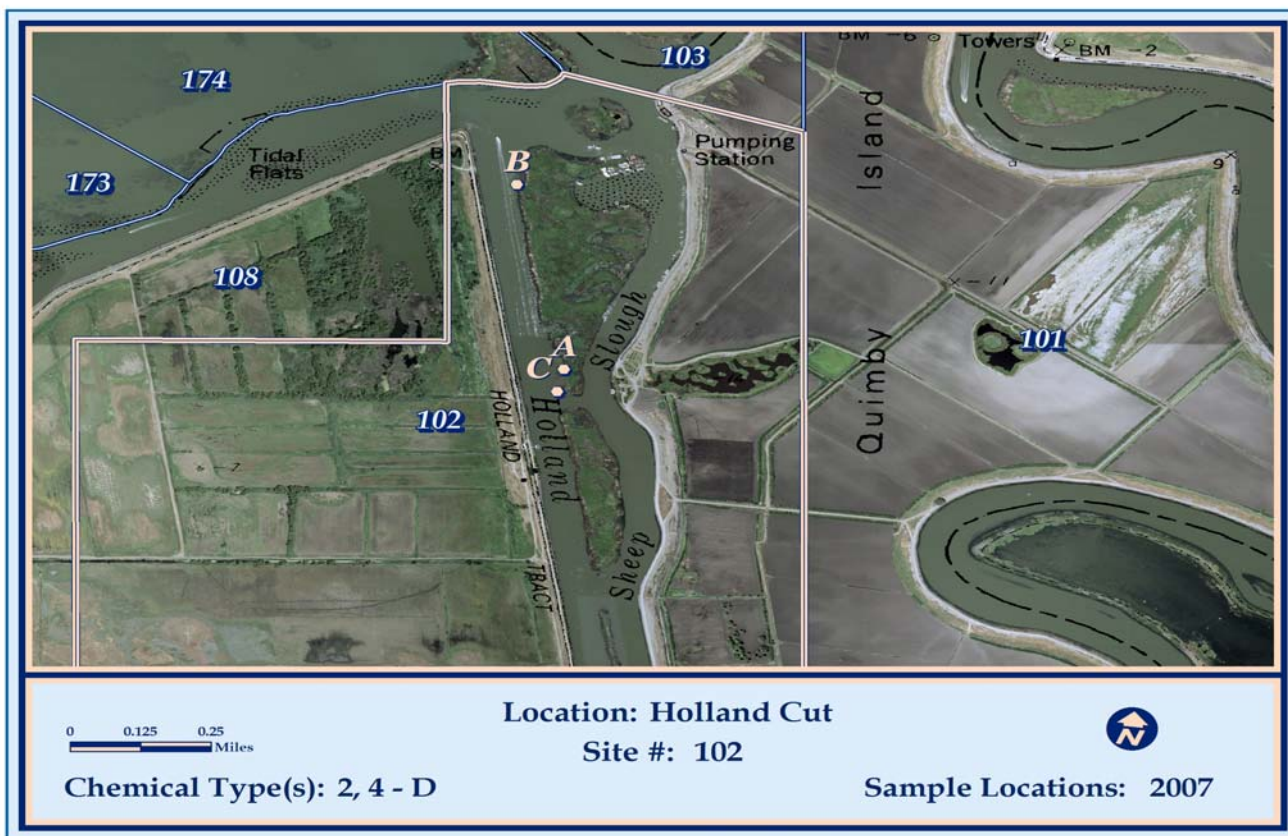 174
103
BM -2
Towers
173
Tidal
Flats
BM
B
Pumping
Station
Island
9
108
-11
Slough
A
C
101
Quimby
102
HOLLAND
Holland
TRACT
Sheep
0 0.125 0.25
Miles
Location: Holland Cut
Site #: 102
N
Chemical Type(s): 2, 4 - D
Sample Locations: 2007